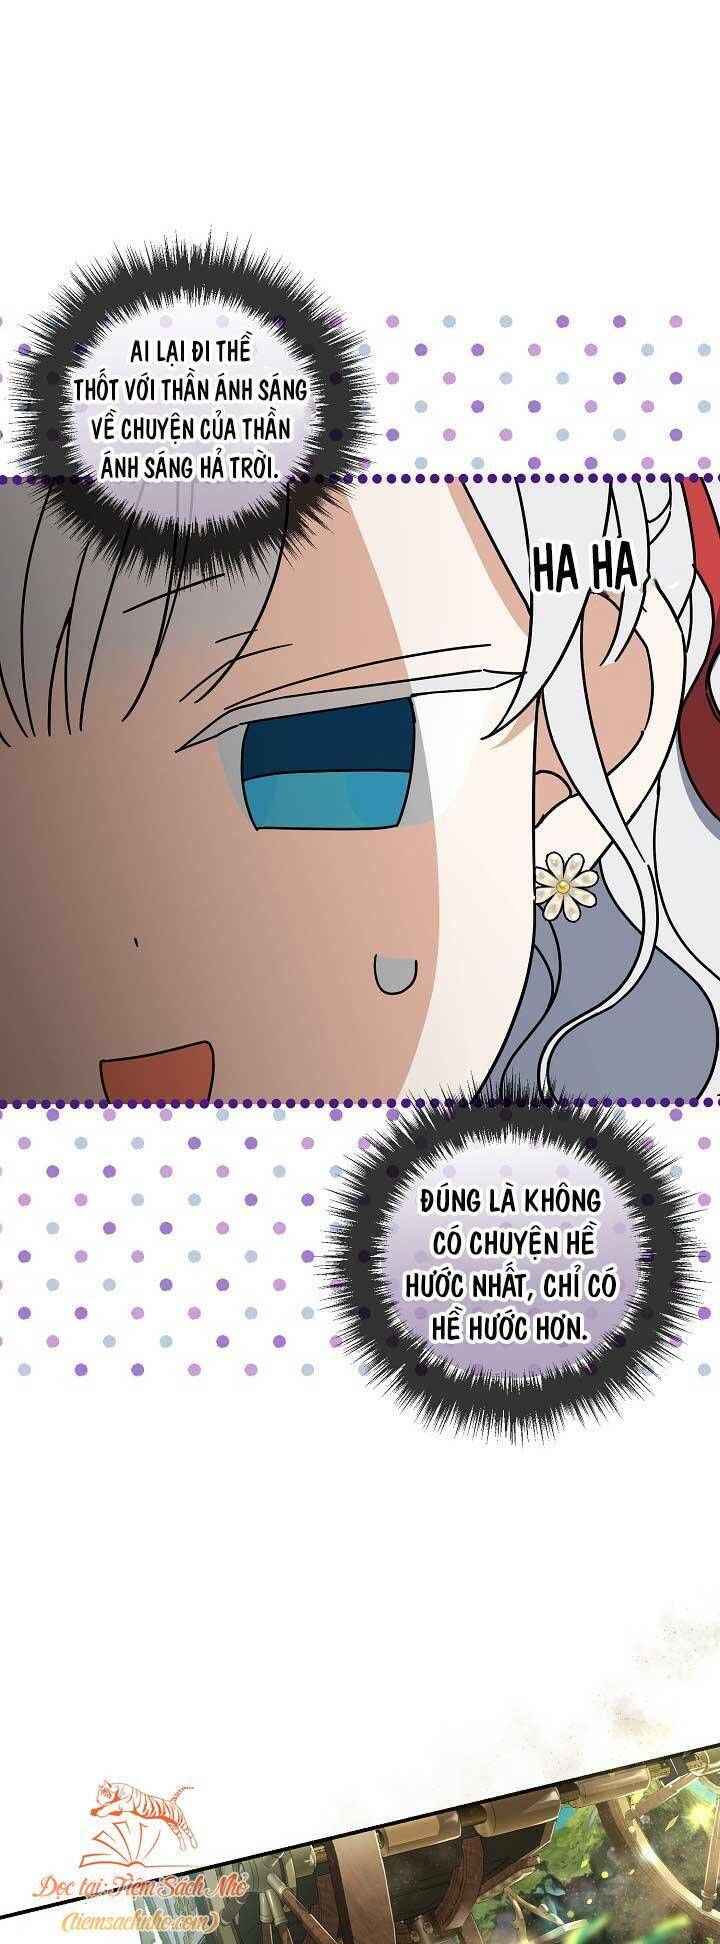 AI LẠI ĐI THỀ
THỐT VỚI THẦN ÁNH SÁNG
VỀ CHUYỆN CỦA THẦN
ÁNH SÁNG HẢ TRỜI.
HA HA
ĐÚNG LÀ KHÔNG
CÓ CHUYỆN HỀ
HƯỚC NHẤT, CHỈ CÓ
HỀ HƯỚC HƠN.
Đọc tại: Tiệm Sách Nhỏ
(tiemsachnho.com)